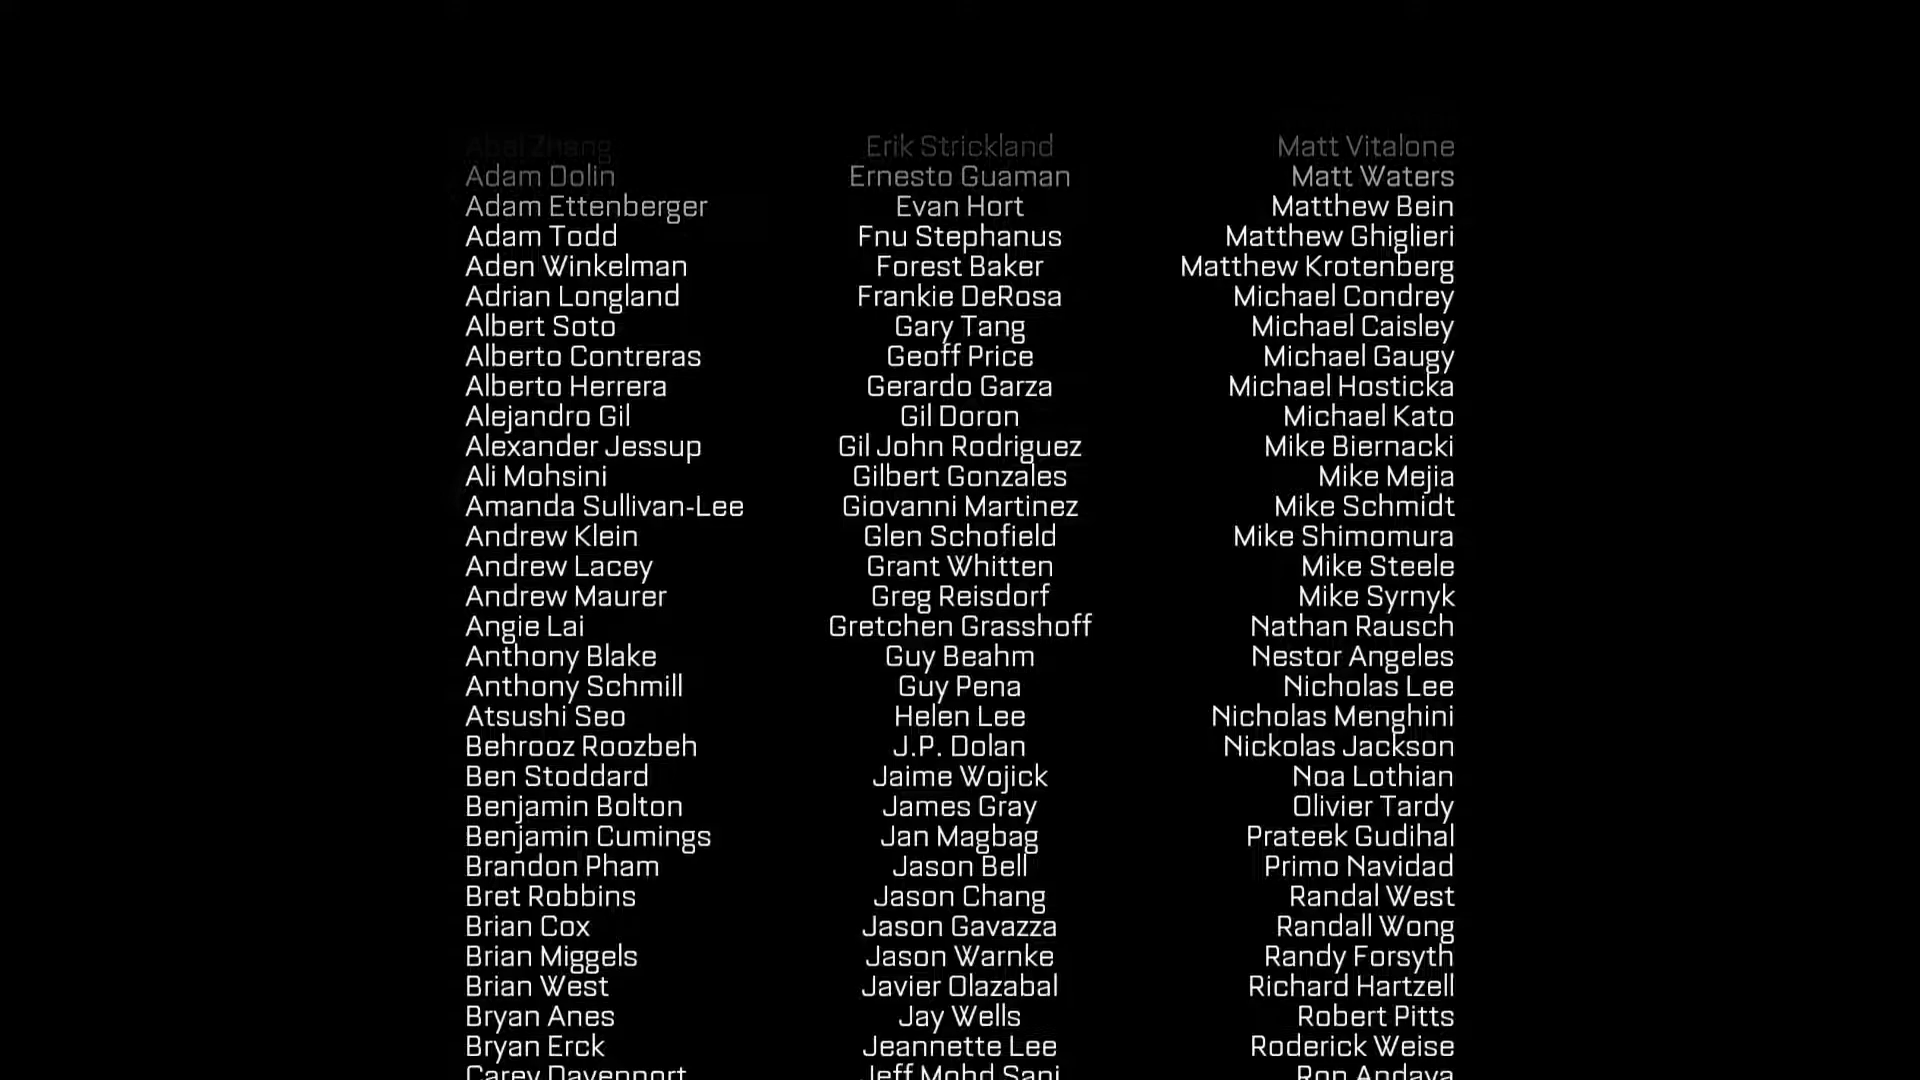 Zhang Erik Strickland Matt Vitalone
Adam Dolin Ernesto Guaman Matt Waters
Adam Ettenberger Evan Hort Matthew Bein
Adam Todd Fnu Stephanus Matthew Ghiglieri
Aden Winkelman Forest Baker Matthew Krotenberg
Adrian Longland Frankie DeRosa Michael Condrey
Albert Soto Gary Tang Michael Caisley
Alberto Contreras Geoff Price Michael Gaugy
Alberto Herrera Gerardo Garza Michael Hosticka
Alejandro Gil Gil Doron Michael Kato
Alexander Jessup Gil John Rodriguez Mike Biernacki
Ali Mohsini Gilbert Gonzales Mike Mejia
Amanda Sullivan-Lee Giovanni Martinez Mike Schmidt
Andrew Klein Glen Schofield Mike Shimomura
Andrew Lacey Grant Whitten Mike Steele
Andrew Maurer Greg Reisdorf Mike Syrnyk
Angie Lai Gretchen Grasshoff Nathan Rausch
Anthony Blake Guy Beahm Nestor Angeles
Anthony Schmill Guy Pena Nicholas Lee
Atsushi Seo Helen Lee Nicholas Menghini
Behrooz Roozbeh J.P. Dolan Nickolas Jackson
Ben Stoddard Jaime Wojick Noa Lothian
Benjamin Bolton James Gray Olivier Tardy
Benjamin Cumings Jan Magbag Prateek Gudihal
Brandon Pham Jason Bell Primo Navidad
Bret Robbins Jason Chang Randal West
Brian Cox Jason Gavazza Randall Wong
Brian Miggels Jason Warnke Randy Forsyth
Brian West Javier Olazabal Richard Hartzell
Bryan Anes Jay Wells Robert Pitts
Bryan Erck Jeannette Lee Roderick Weise
Carey Davenport Jeff Mohd Sani Ron Andaya